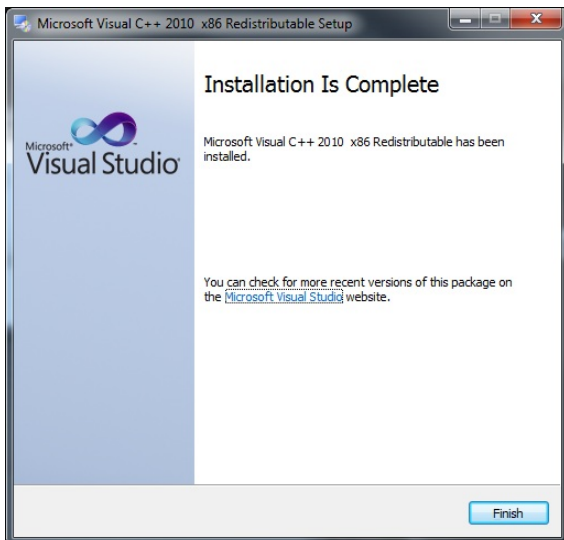 Microsoft Visual C++ 2010 x86 Redistributable Setup
Installation Is Complete
Microsoft®
Visual Studio®
Microsoft Visual C++ 2010 x86 Redistributable has been
installed.
You can check for more recent versions of this package on
the Microsoft Visual Studio website.
Finish